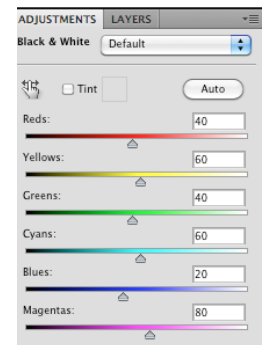 ADJUSTMENTS LAYERS
Black & White Default
Tint Auto
Reds: 40
Yellows: 60
Greens: 40
Cyans: 60
Blues: 20
Magentas: 80